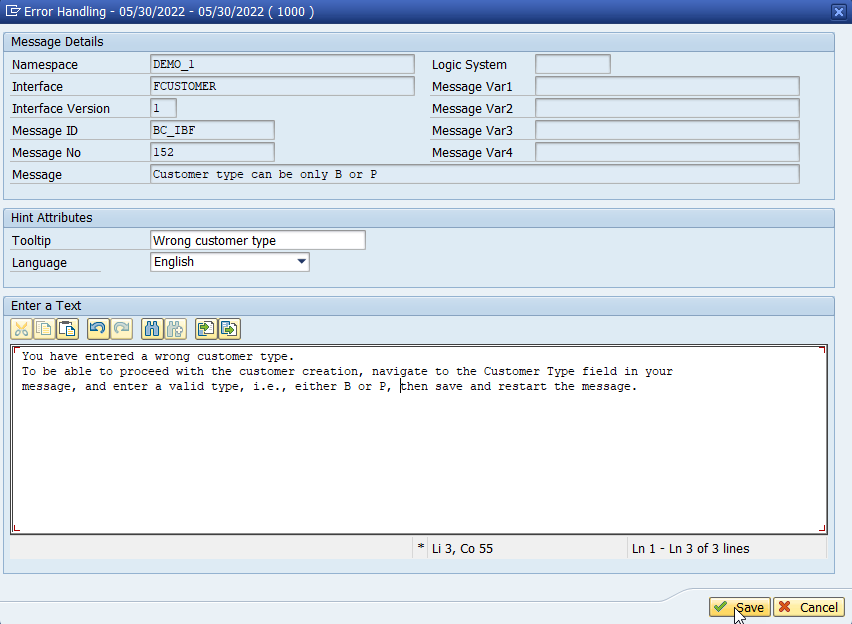 Error Handling - 05/30/2022 - 05/30/2022 ( 1000 )
Message Details
Namespace DEMO_1 Logic System
Interface FCUSTOMER Message Var1
Interface Version 1 Message Var2
Message ID BC_IBF Message Var3
Message No 152 Message Var4
Message Customer type can be only B or P
Hint Attributes
Tooltip Wrong customer type
Language English
Enter a Text
You have entered a wrong customer type.
To be able to proceed with the customer creation, navigate to the Customer Type field in your
message, and enter a valid type, i.e., either B or P, then save and restart the message.
* Li 3, Co 55 Ln 1 - Ln 3 of 3 lines
Save Cancel